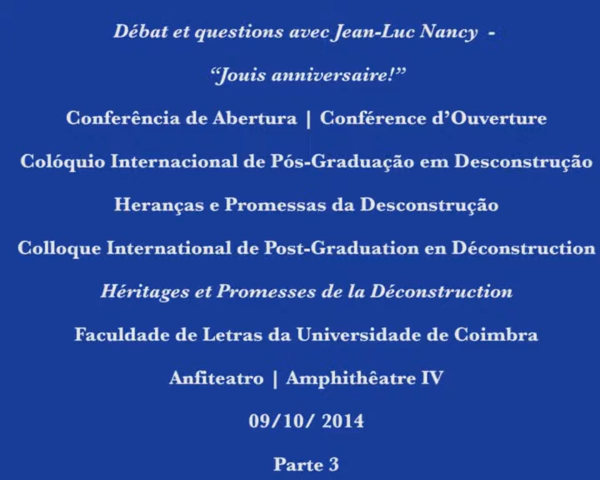 Débat et questions avec Jean-Luc Nancy -
“Jouis anniversaire!”
Conferência de Abertura | Conférence d’Ouverture
Colóquio Internacional de Pós-Graduação em Desconstrução
Heranças e Promessas da Desconstrução
Colloque International de Post-Graduation en Déconstruction
Héritages et Promesses de la Déconstruction
Faculdade de Letras da Universidade de Coimbra
Anfiteatro | Amphithêatre IV
09/10/ 2014
Parte 3